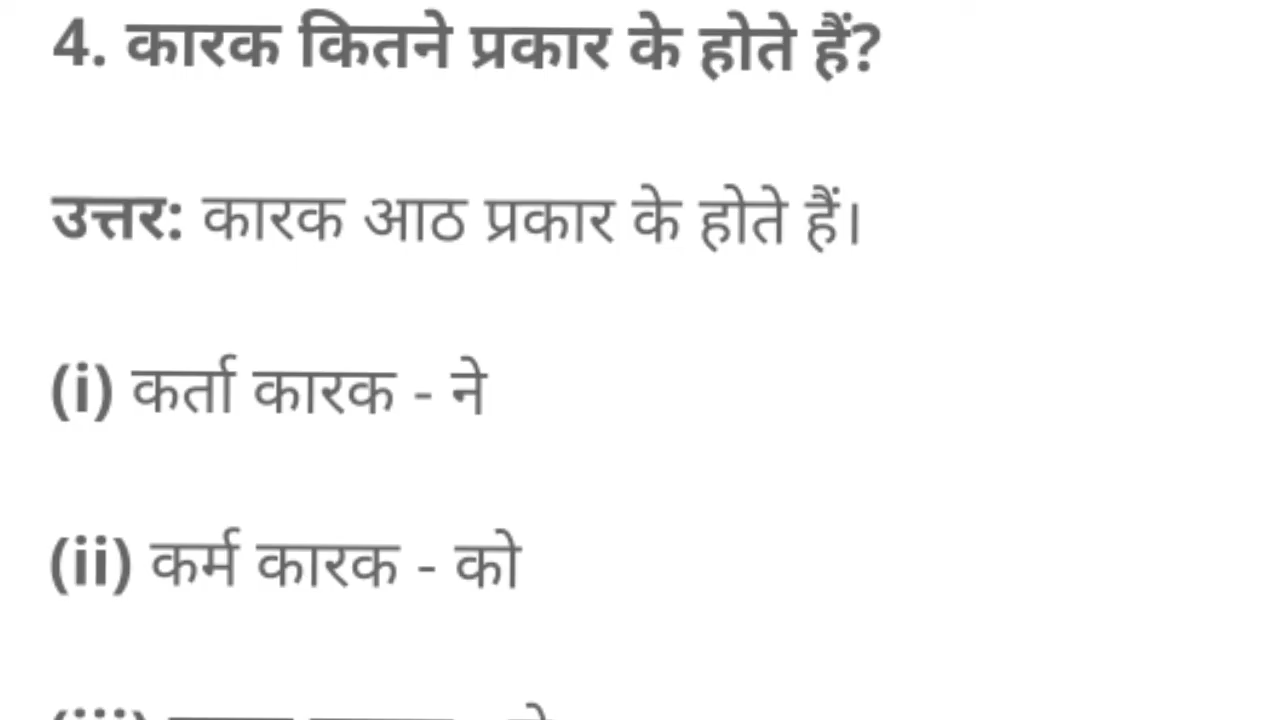 4. कारक कितने प्रकार के होते हैं?
उत्तर: कारक आठ प्रकार के होते हैं।
(i) कर्ता कारक - ने
(ii) कर्म कारक - को